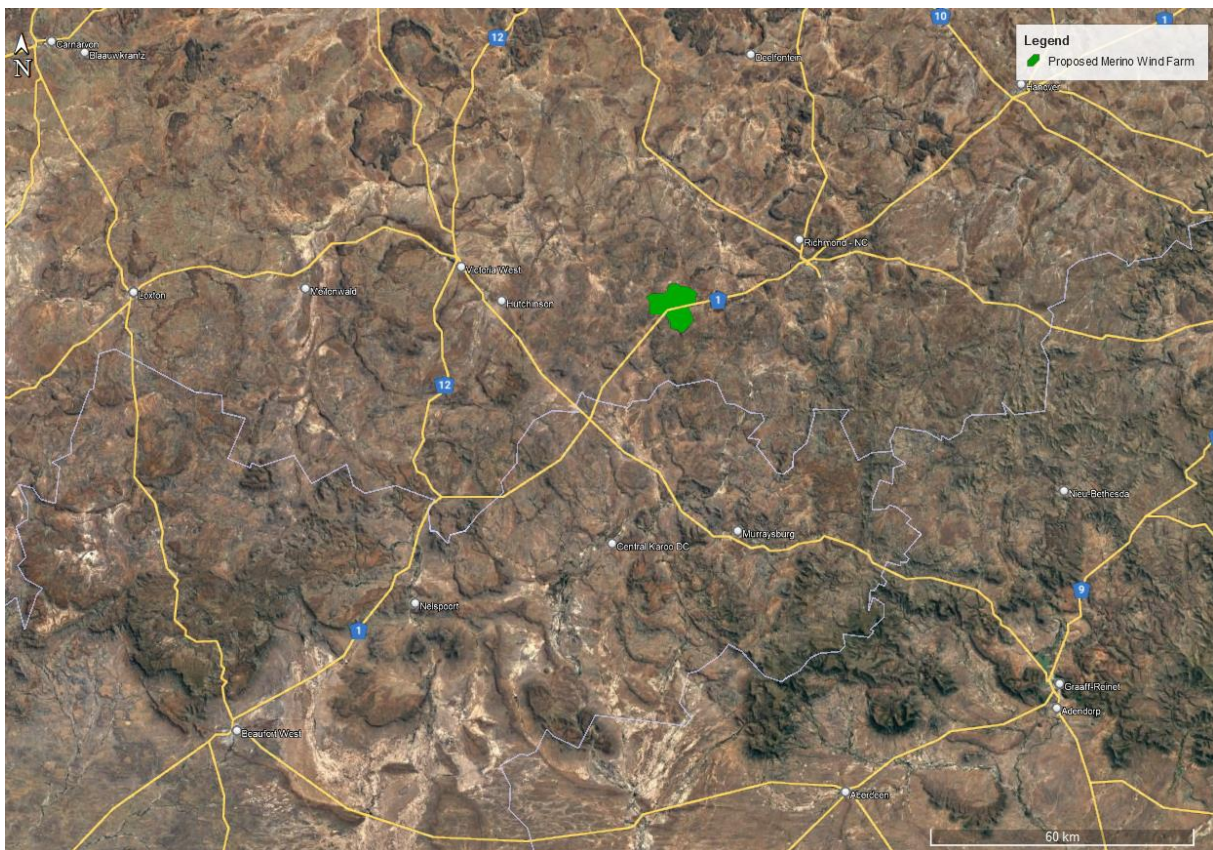 10
1
12
Legend
Proposed Merino Wind Farm
Carnarvon
Blaauwkrantz
N
Deelfontein
Hanover
Richmond - NC
Victoria West
Loxton
Meltonwald
Hutchinson
1
12
Nieu-Bethesda
Murraysburg
Central Karoo DC
9
Nelspoort
1
Graaff-Reinet
Adendorp
Beaufort West
Aberdeen
60 km